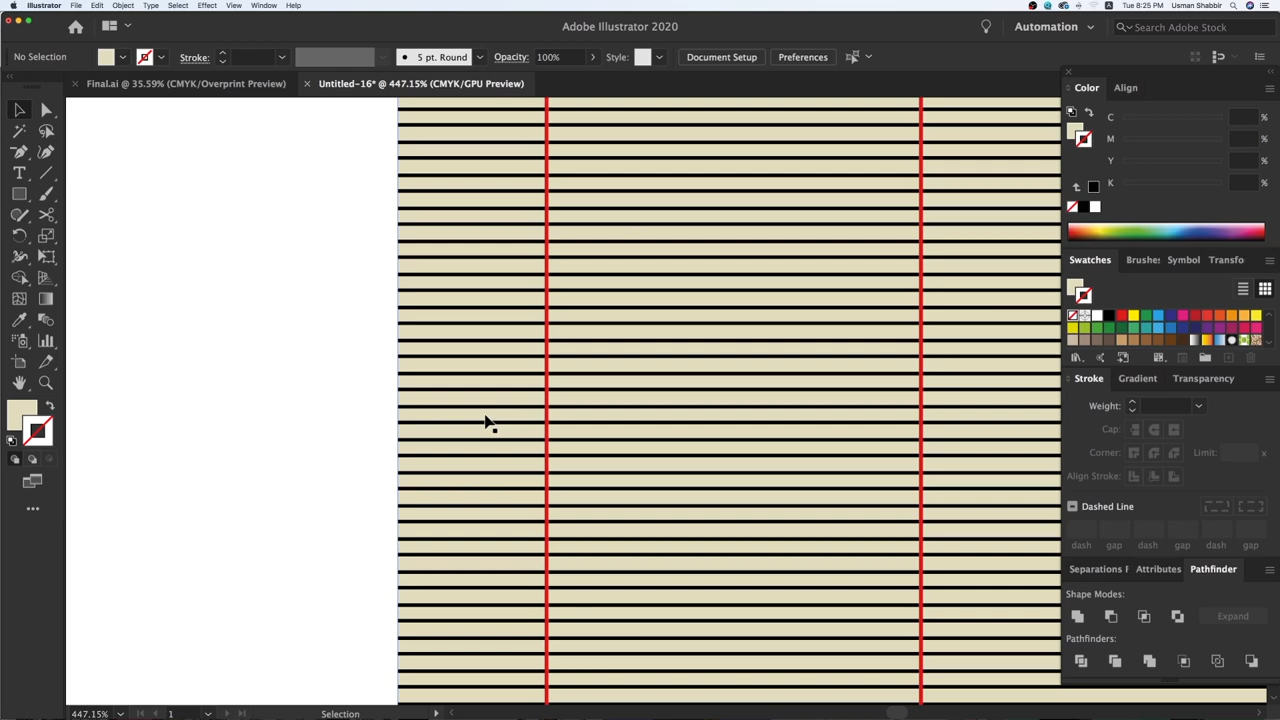 Illustrator File Edit Object Type Select Effect View Window Help
Tue 8:25 PM Usman Shabbir
Adobe Illustrator 2020
Automation
Search Adobe Stock
No Selection
Stroke:
5 pt. Round
Opacity:
100%
Style:
Document Setup
Preferences
Final.ai @ 35.59% (CMYK/Overprint Preview)
Untitled-16* @ 447.15% (CMYK/GPU Preview)
Color Align
C %
M %
Y %
K %
Swatches Brushes Symbol Transfo
Stroke Gradient Transparency
Weight:
Cap:
Corner: Limit: x
Align Stroke:
Dashed Line
dash gap dash gap dash gap
Separations Attributes Pathfinder
Shape Modes:
Expand
Pathfinders:
447.15% 1 Selection